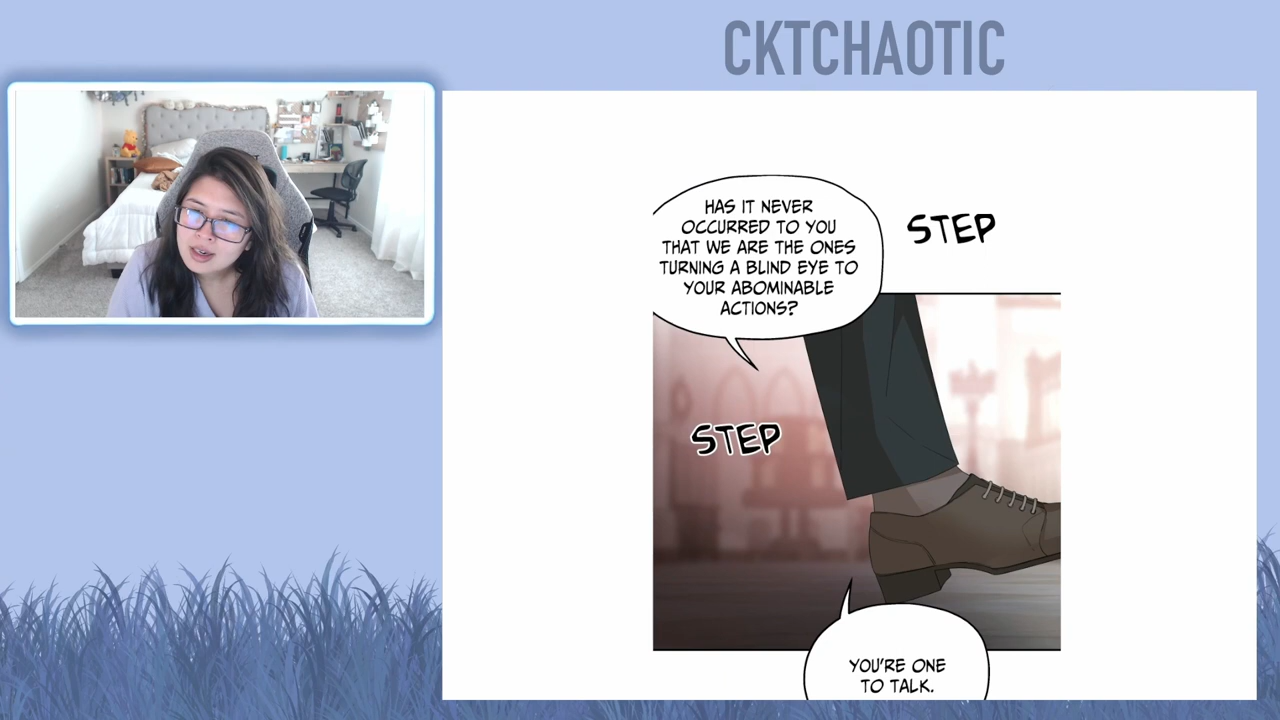 CKTCHAOTIC
HAS IT NEVER
OCCURRED TO YOU
THAT WE ARE THE ONES
TURNING A BLIND EYE TO
YOUR ABOMINABLE
ACTIONS?
STEP
STEP
YOU'RE ONE
TO TALK.